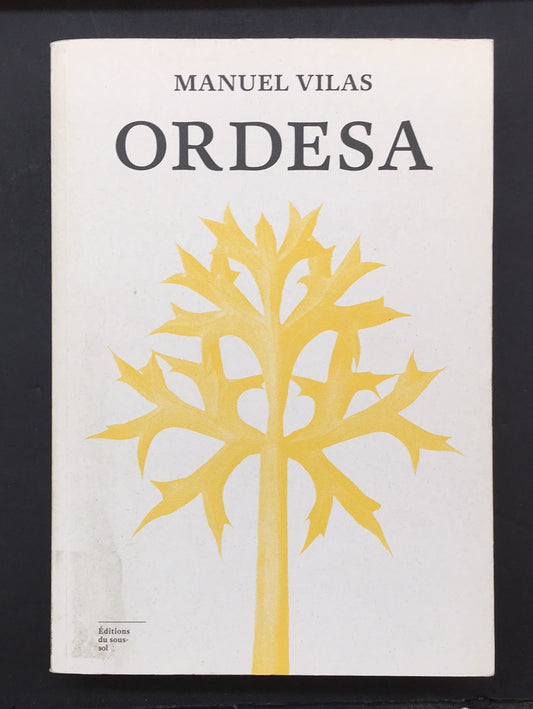 MANUEL VILAS
ORDESA
Éditions
du sous-
sol